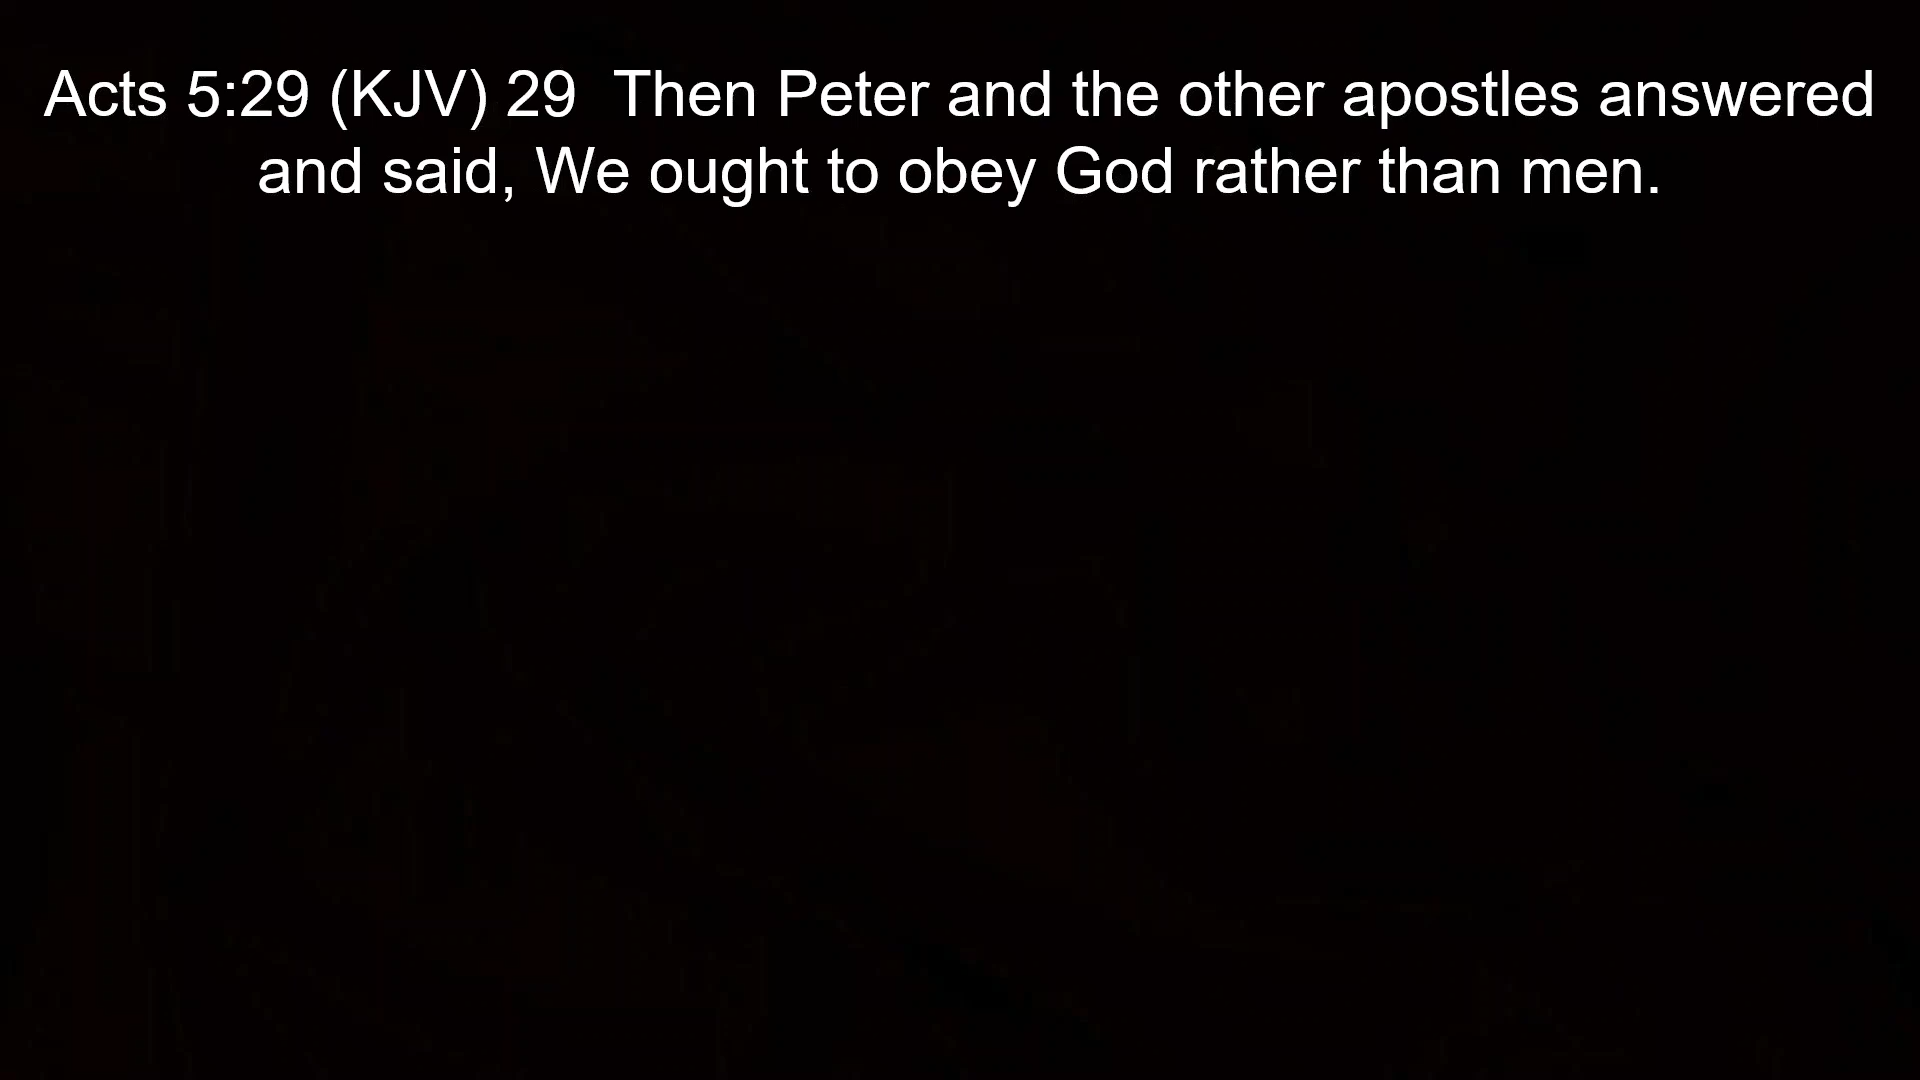 Acts 5:29 (KJV) 29  Then Peter and the other apostles answered
and said, We ought to obey God rather than men.